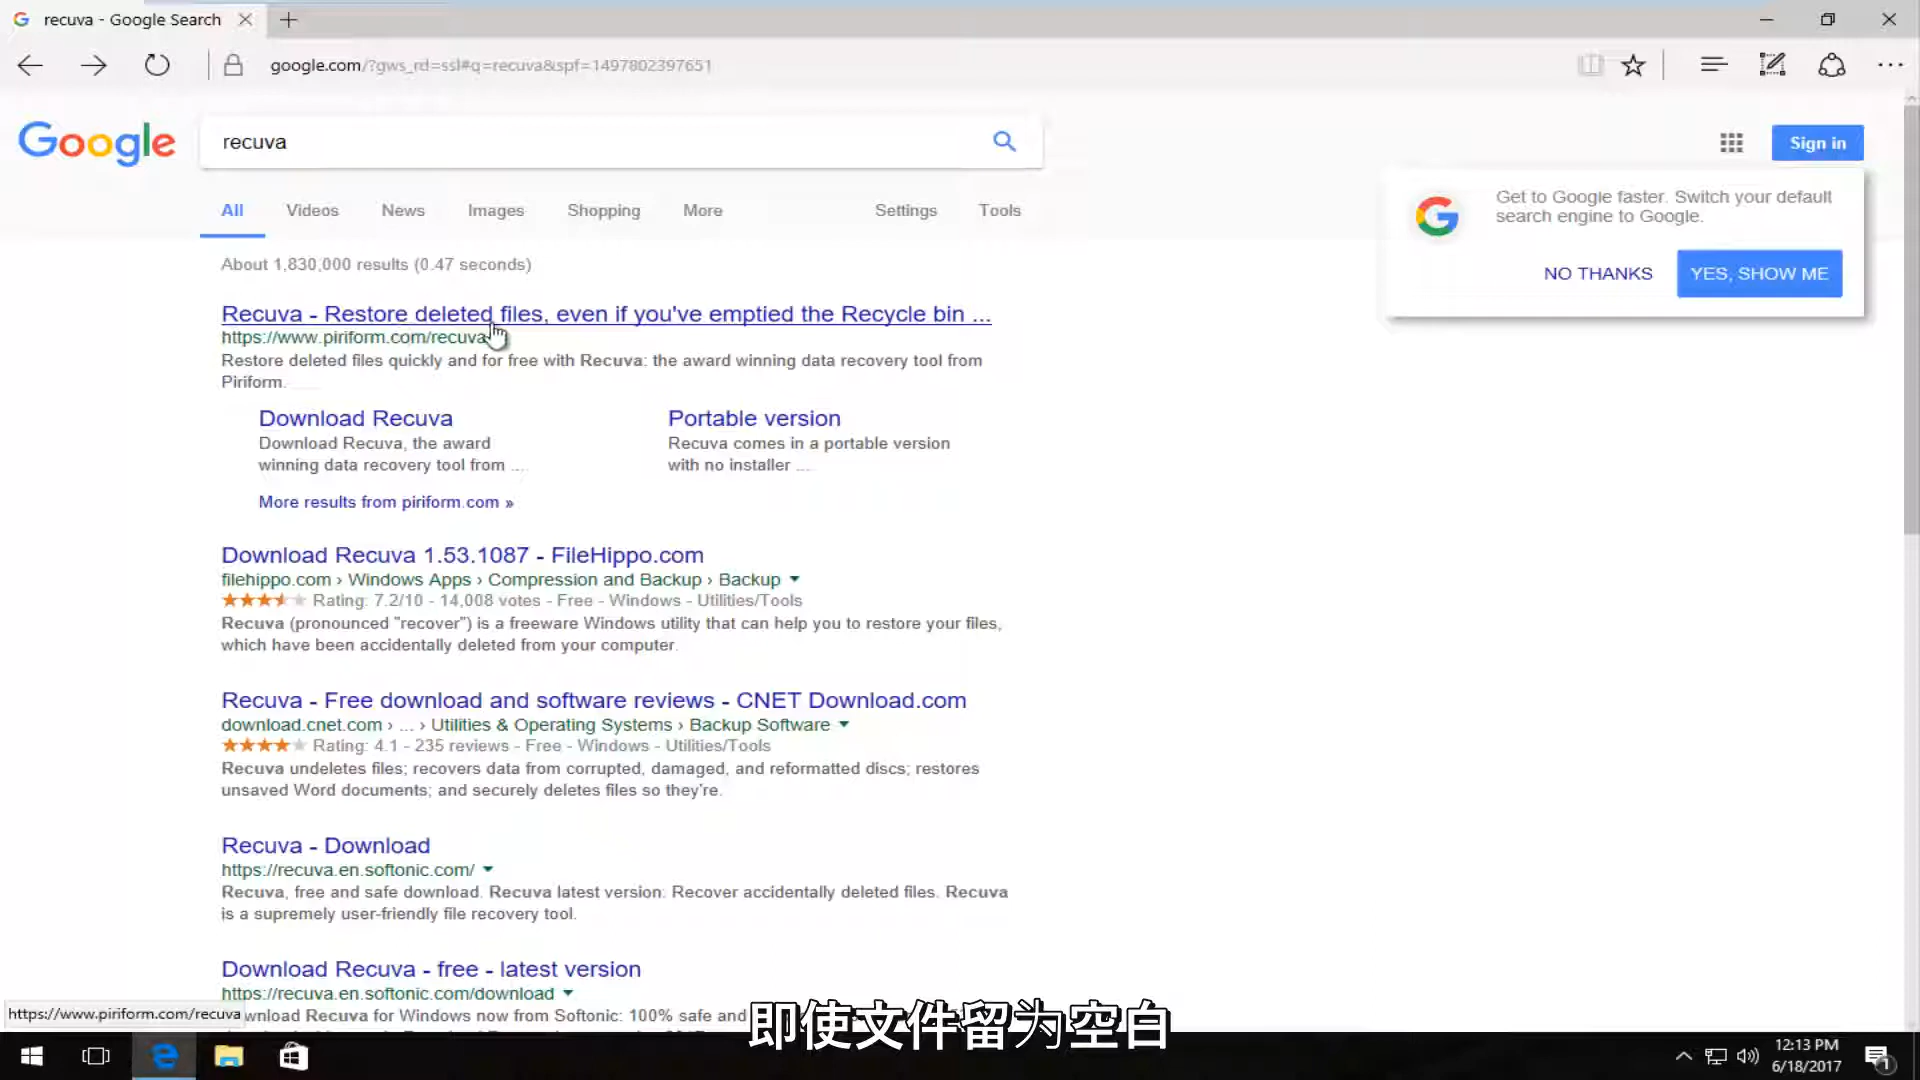 recuva - Google Search
google.com/?gws_rd=ssl#q=recuva&spf=1497802397651
Google
recuva
Sign in
All Videos News Images Shopping More Settings Tools
Get to Google faster. Switch your default
search engine to Google.
NO THANKS YES, SHOW ME
About 1,830,000 results (0.47 seconds)
Recuva - Restore deleted files, even if you've emptied the Recycle bin ...
https://www.piriform.com/recuva
Restore deleted files quickly and for free with Recuva: the award winning data recovery tool from
Piriform.
Download Recuva
Download Recuva, the award
winning data recovery tool from ...
Portable version
Recuva comes in a portable version
with no installer ...
More results from piriform.com »
Download Recuva 1.53.1087 - FileHippo.com
filehippo.com › Windows Apps › Compression and Backup › Backup
Rating: 7.2/10 - 14,008 votes - Free - Windows - Utilities/Tools
Recuva (pronounced "recover") is a freeware Windows utility that can help you to restore your files,
which have been accidentally deleted from your computer.
Recuva - Free download and software reviews - CNET Download.com
download.cnet.com › ... › Utilities & Operating Systems › Backup Software
Rating: 4.1 - 235 reviews - Free - Windows - Utilities/Tools
Recuva undeletes files; recovers data from corrupted, damaged, and reformatted discs; restores
unsaved Word documents; and securely deletes files so they're.
Recuva - Download
https://recuva.en.softonic.com/
Recuva, free and safe download. Recuva latest version: Recover accidentally deleted files. Recuva
is a supremely user-friendly file recovery tool.
Download Recuva - free - latest version
https://recuva.en.softonic.com/download
https://www.piriform.com/recuva
wnload Recuva for Windows now from Softonic: 100% safe and
即使文件留为空白
12:13 PM
6/18/2017
1